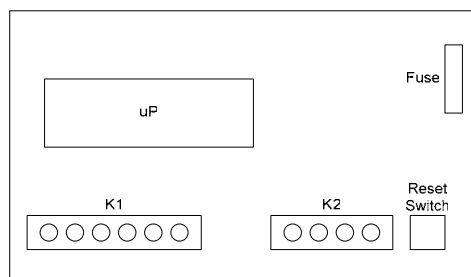 Fuse
uP
K1
K2
Reset
Switch